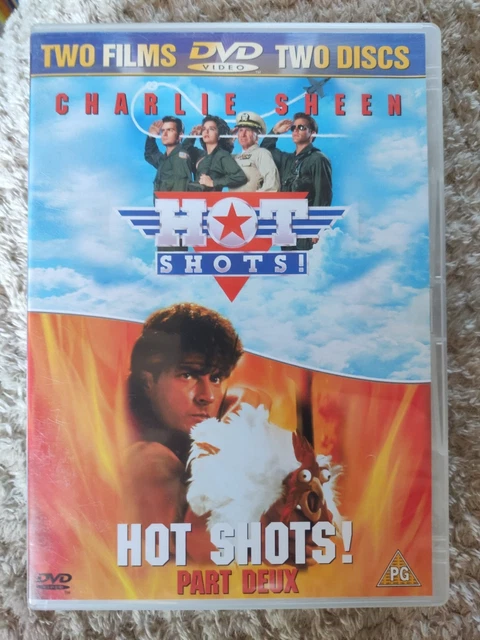 TWO FILMS DVD VIDEO TWO DISCS
CHARLIE SHEEN
HOT
SHOTS!
HOT SHOTS!
PART DEUX
DVD
PG